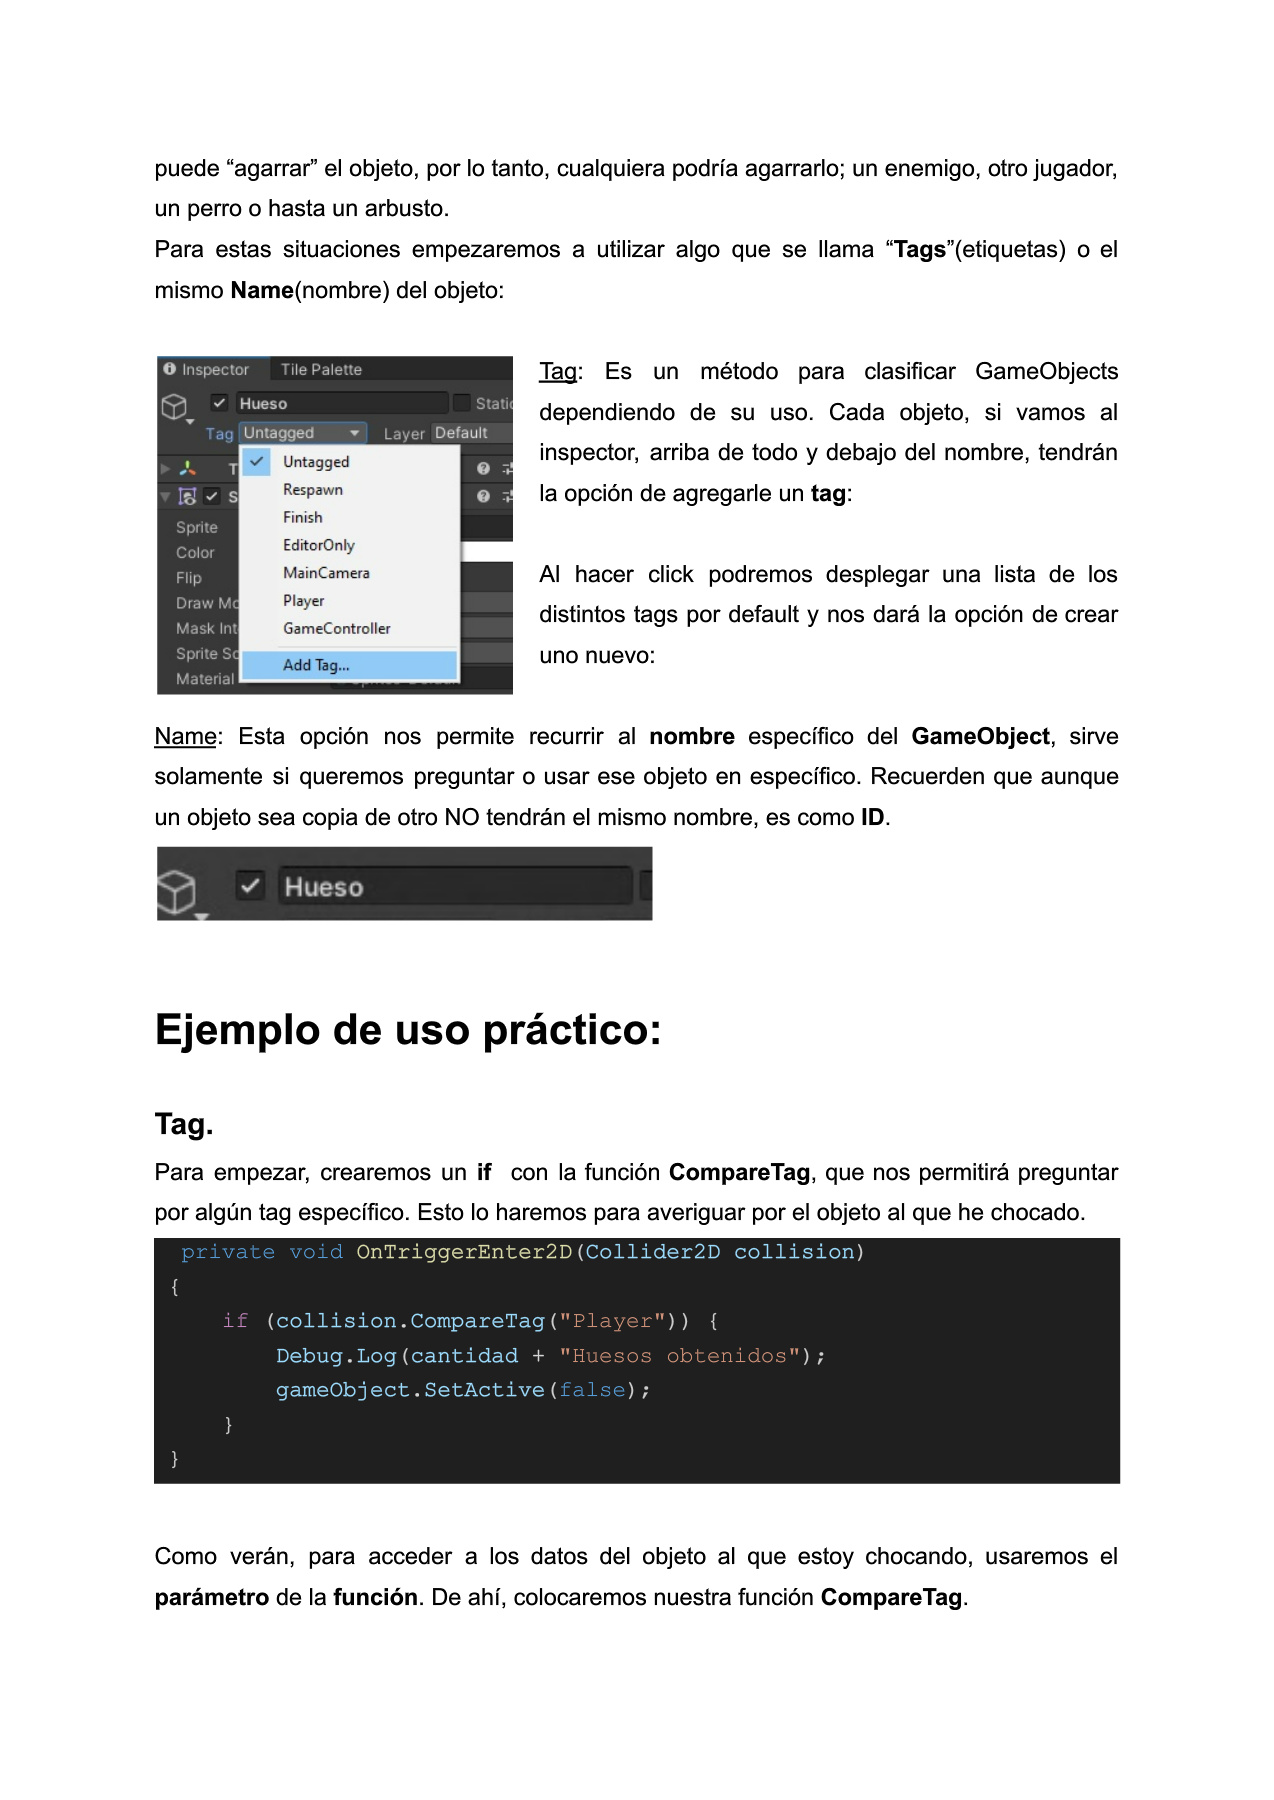 puede “agarrar” el objeto, por lo tanto, cualquiera podría agarrarlo; un enemigo, otro jugador,
un perro o hasta un arbusto.
Para estas situaciones empezaremos a utilizar algo que se llama “Tags”(etiquetas) o el
mismo Name(nombre) del objeto:
Inspector Tile Palette
Hueso Static
Tag Untagged Layer Default
Untagged
Respawn
Finish
EditorOnly
MainCamera
Player
GameController
Add Tag...
T
S
Sprite
Color
Flip
Draw Mo
Mask Int
Sprite So
Material
Tag: Es un método para clasificar GameObjects
dependiendo de su uso. Cada objeto, si vamos al
inspector, arriba de todo y debajo del nombre, tendrán
la opción de agregarle un tag:
Al hacer click podremos desplegar una lista de los
distintos tags por default y nos dará la opción de crear
uno nuevo:
Name: Esta opción nos permite recurrir al nombre específico del GameObject, sirve
solamente si queremos preguntar o usar ese objeto en específico. Recuerden que aunque
un objeto sea copia de otro NO tendrán el mismo nombre, es como ID.
Hueso
Ejemplo de uso práctico:
Tag.
Para empezar, crearemos un if con la función CompareTag, que nos permitirá preguntar
por algún tag específico. Esto lo haremos para averiguar por el objeto al que he chocado.
private void OnTriggerEnter2D(Collider2D collision)
{
if (collision.CompareTag("Player")) {
Debug.Log(cantidad + "Huesos obtenidos");
gameObject.SetActive(false);
}
}
Como verán, para acceder a los datos del objeto al que estoy chocando, usaremos el
parámetro de la función. De ahí, colocaremos nuestra función CompareTag.